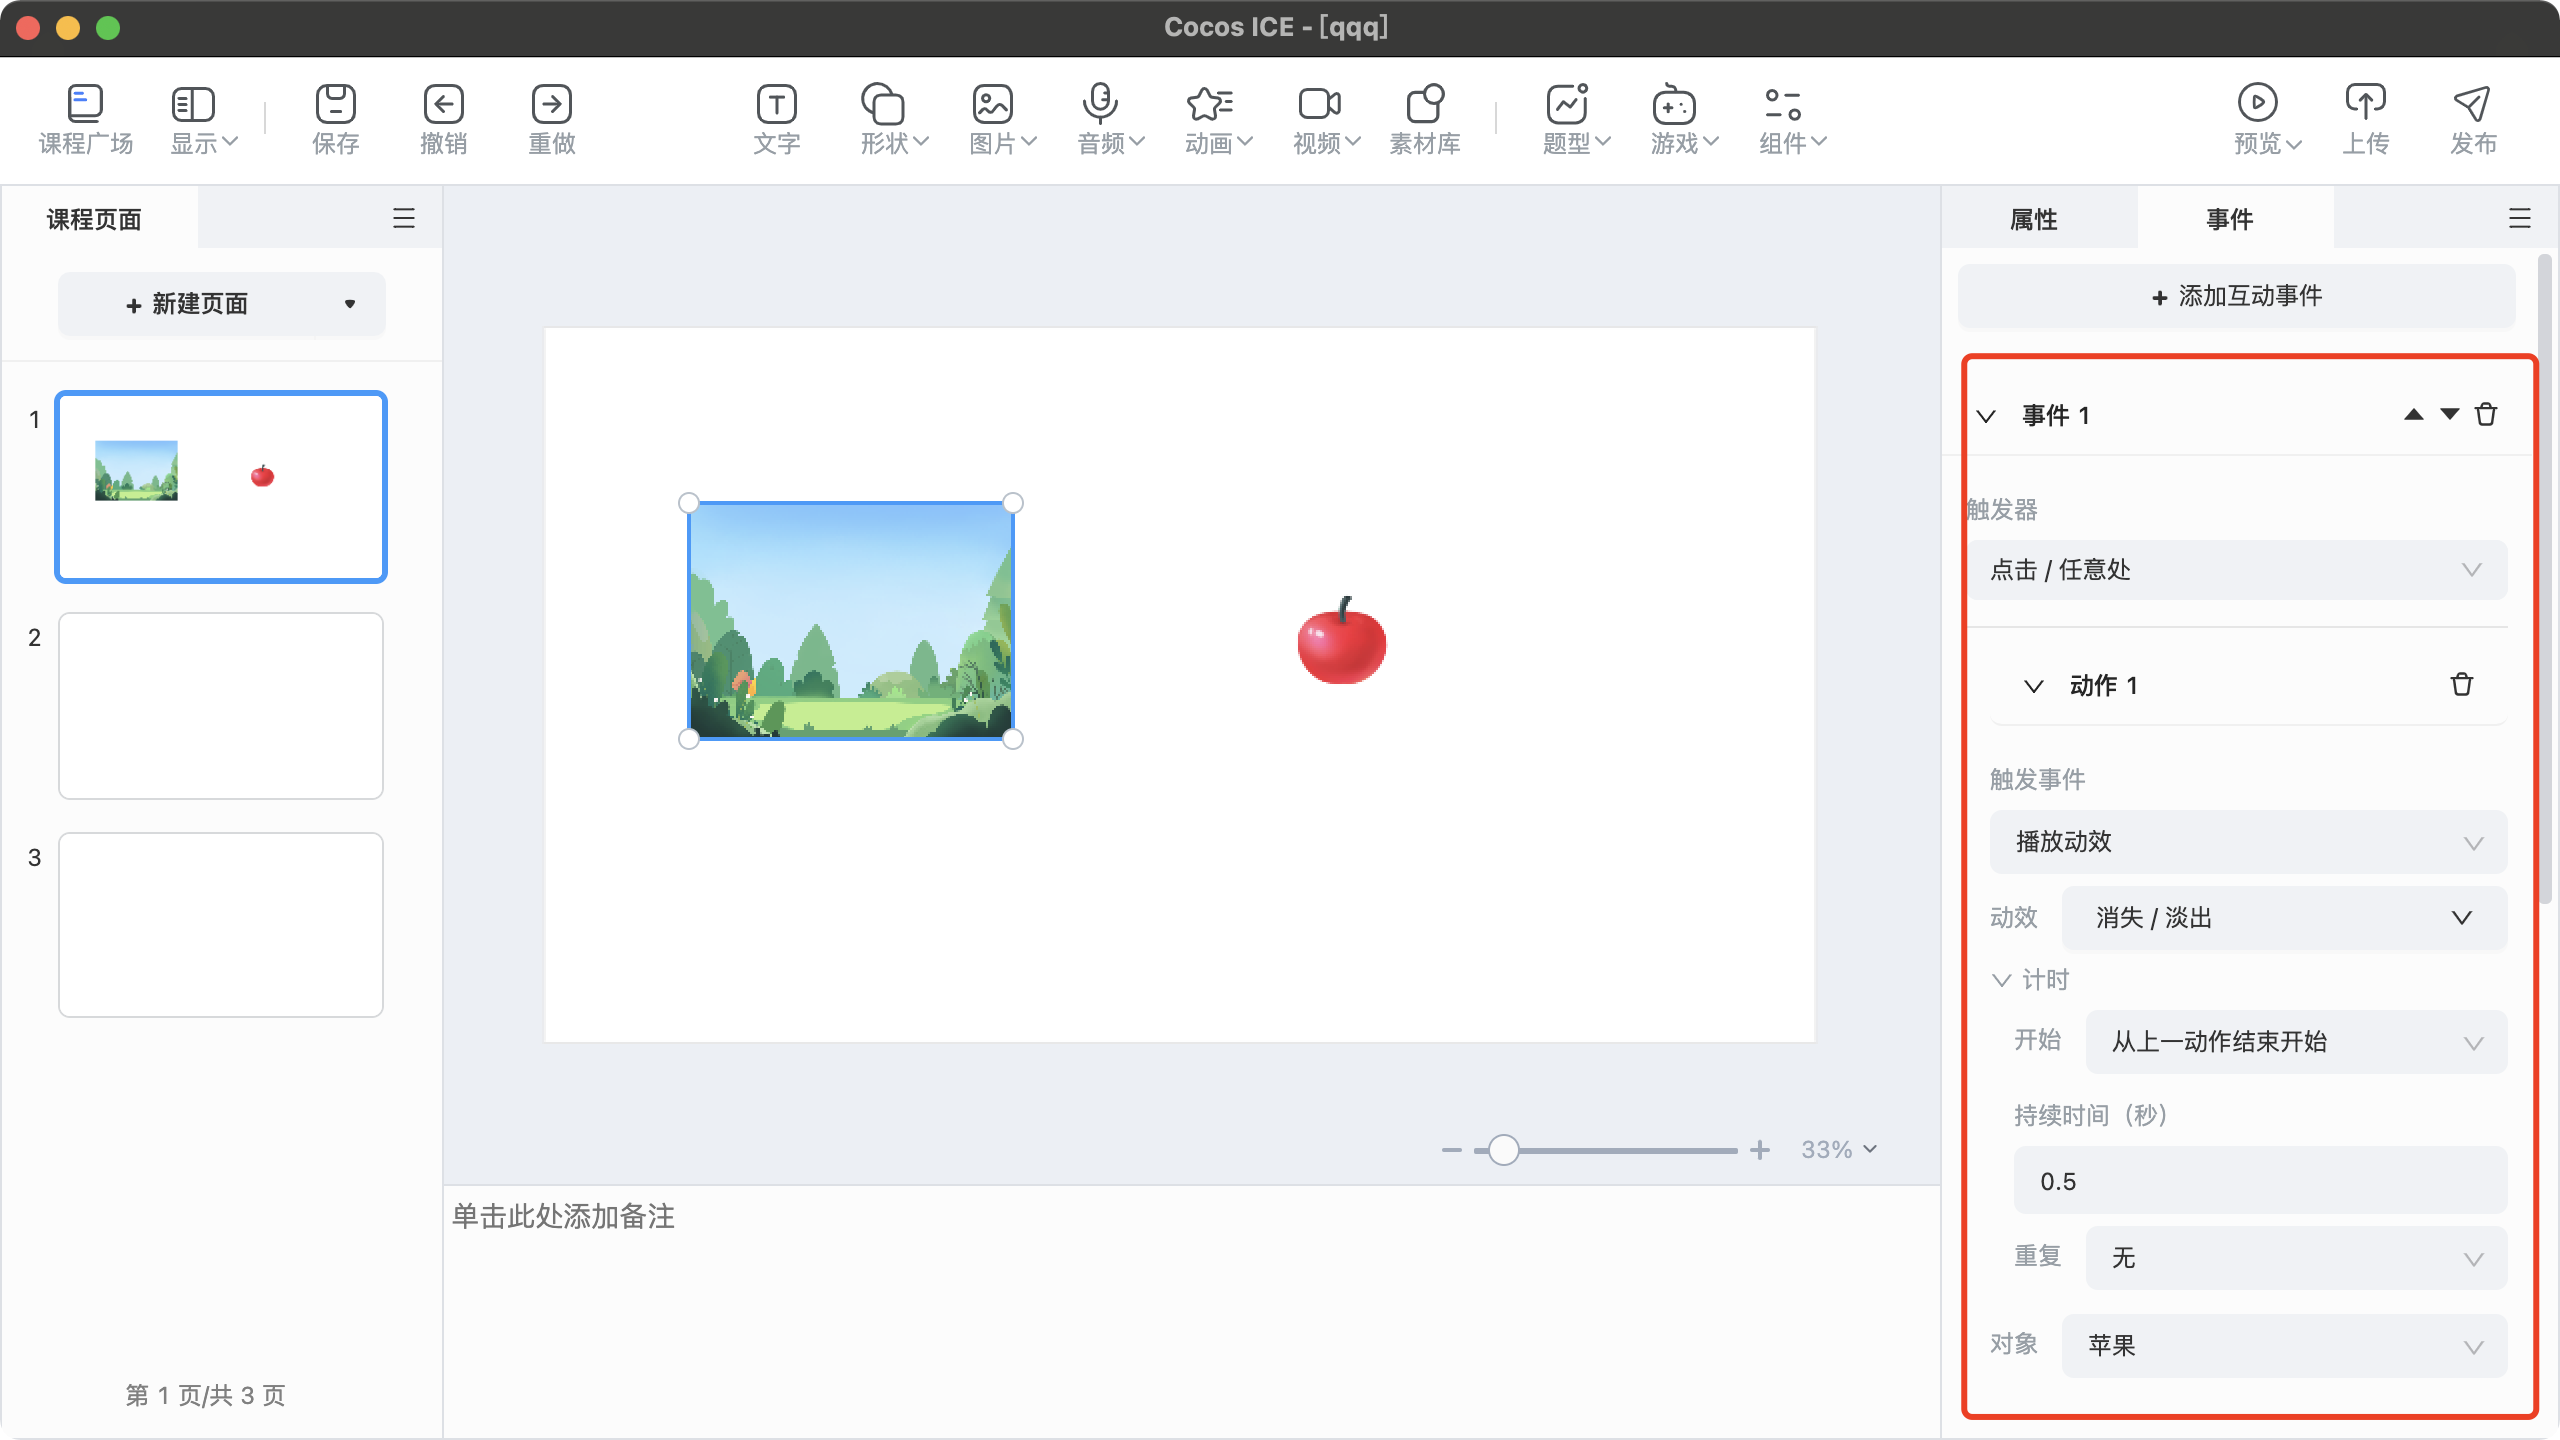 Cocos ICE - [qqq]
课程广场 显示 保存 撤销 重做 文字 形状 图片 音频 动画 视频 素材库 题型 游戏 组件 预览 上传 发布
课程页面
+ 新建页面
1
2
3
第 1 页/共 3 页
33%
单击此处添加备注
属性 事件
+ 添加互动事件
事件 1
触发器
点击 / 任意处
动作 1
触发事件
播放动效
动效 消失 / 淡出
计时
开始 从上一动作结束开始
持续时间（秒）
0.5
重复 无
对象 苹果